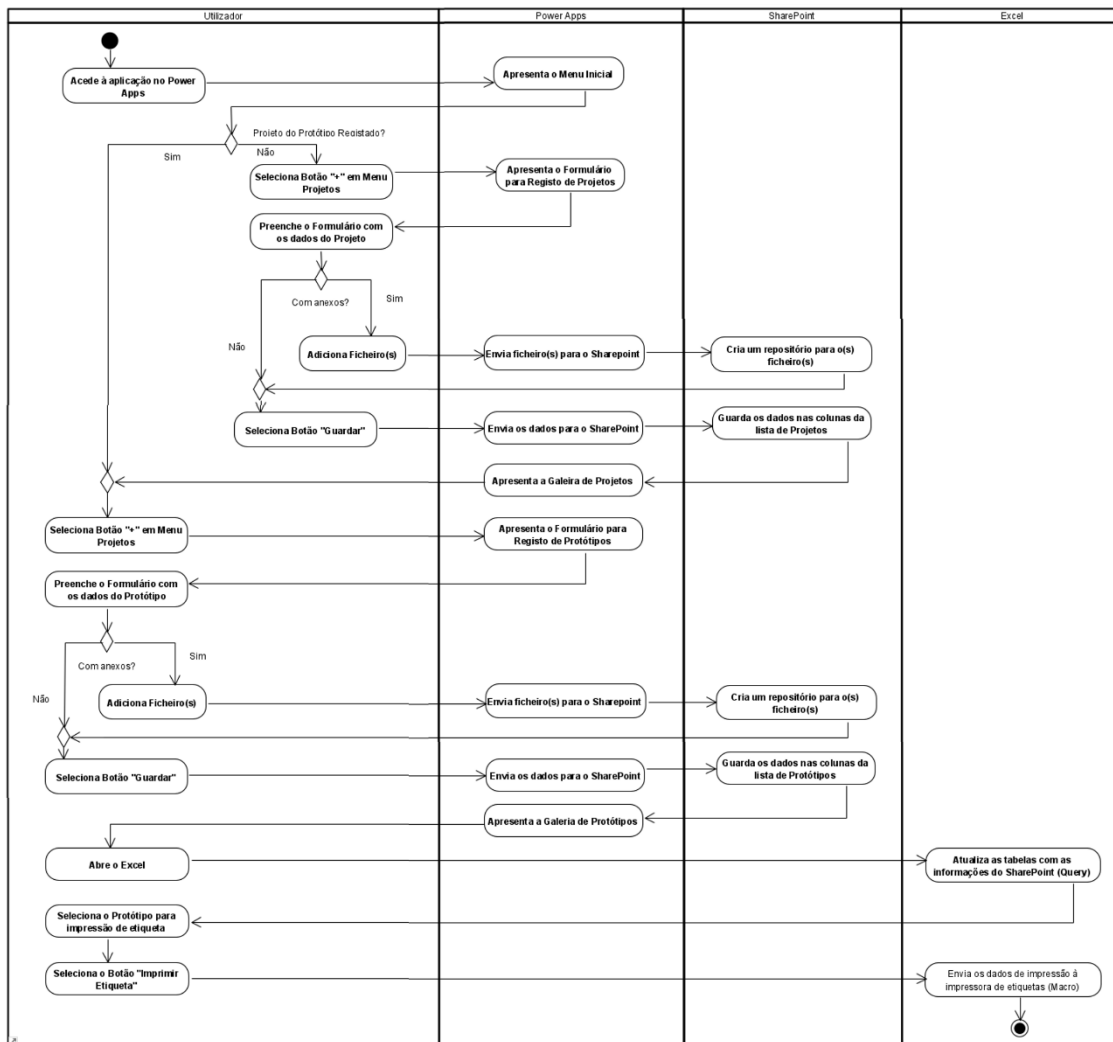 Utilizador
Power Apps
SharePoint
Excel
Acede à aplicação no Power
Apps
Apresenta o Menu Inicial
Projeto do Protótipo Registado?
Sim
Não
Seleciona Botão "+" em Menu
Projetos
Apresenta o Formulário
para Registo de Projetos
Preenche o Formulário com
os dados do Projeto
Com anexos?
Sim
Não
Adiciona Ficheiro(s)
Envia ficheiro(s) para o Sharepoint
Cria um repositório para o(s)
ficheiro(s)
Seleciona Botão "Guardar"
Envia os dados para o SharePoint
Guarda os dados nas colunas da
lista de Projetos
Apresenta a Galeira de Projetos
Seleciona Botão "+" em Menu
Projetos
Apresenta o Formulário para
Registo de Protótipos
Preenche o Formulário com
os dados do Protótipo
Com anexos?
Sim
Não
Adiciona Ficheiro(s)
Envia ficheiro(s) para o Sharepoint
Cria um repositório para o(s)
ficheiro(s)
Seleciona Botão "Guardar"
Envia os dados para o SharePoint
Guarda os dados nas colunas da
lista de Protótipos
Apresenta a Galeria de Protótipos
Abre o Excel
Atualiza as tabelas com as
informações do SharePoint (Query)
Seleciona o Protótipo para
impressão de etiqueta
Seleciona o Botão "Imprimir
Etiqueta"
Envia os dados de impressão à
impressora de etiquetas (Macro)